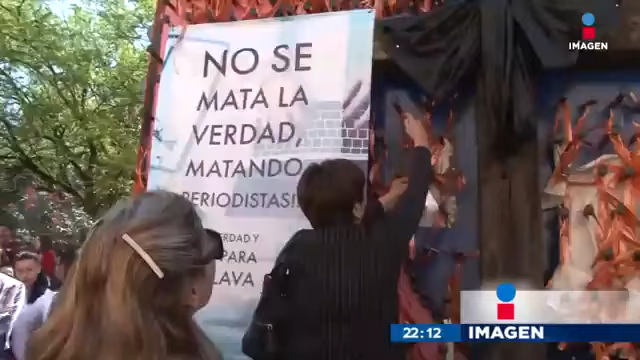 IMAGEN
NO SE
MATA LA
VERDAD,
MATANDO
PERIODISTAS!
VERDAD Y
PARA
LAVA
22:12
IMAGEN